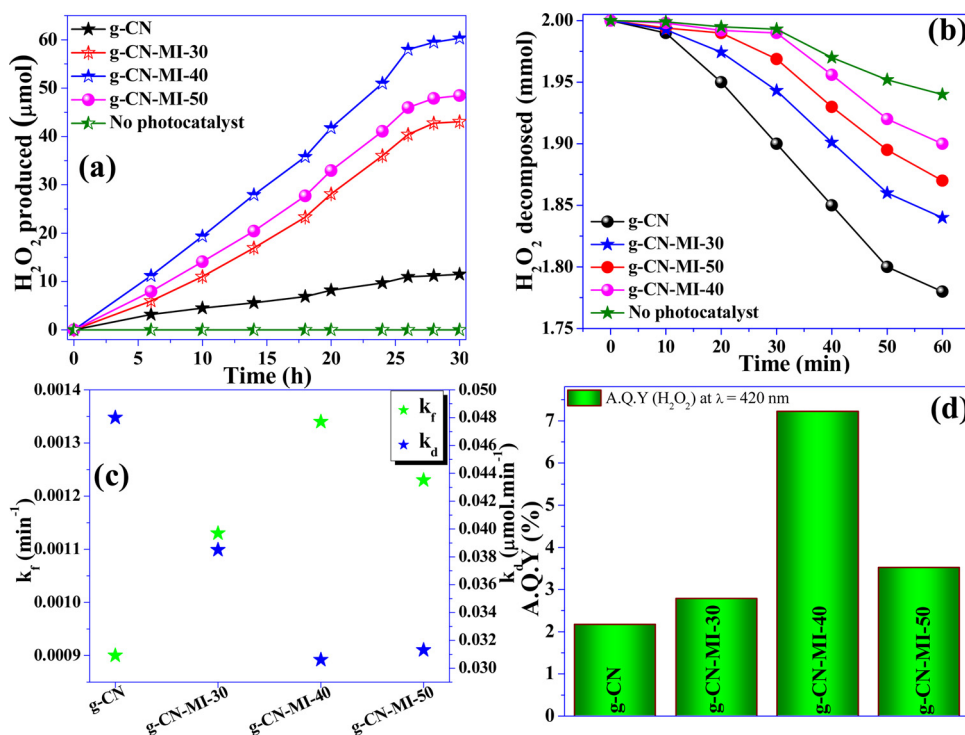 g-CN
g-CN-MI-30
g-CN-MI-40
g-CN-MI-50
No photocatalyst
(a)
H₂O₂ produced (μmol)
60
50
40
30
20
10
0
0 5 10 15 20 25 30
Time (h)
(b)
H₂O₂ decomposed (mmol)
2.00
1.95
1.90
1.85
1.80
1.75
g-CN
g-CN-MI-30
g-CN-MI-50
g-CN-MI-40
No photocatalyst
0 10 20 30 40 50 60
Time (min)
(c)
k_f (min⁻¹)
0.0014
0.0013
0.0012
0.0011
0.0010
0.0009
k_f
k_d
0.050
0.048
0.046
0.044
0.042
0.040
0.038
0.036
0.034
0.032
0.030
k_d (μmol.min⁻¹)
g-CN
g-CN-MI-30
g-CN-MI-40
g-CN-MI-50
(d)
A.Q.Y (H₂O₂) at λ = 420 nm
A.Q.Y (%)
7
6
5
4
3
2
1
0
g-CN
g-CN-MI-30
g-CN-MI-40
g-CN-MI-50